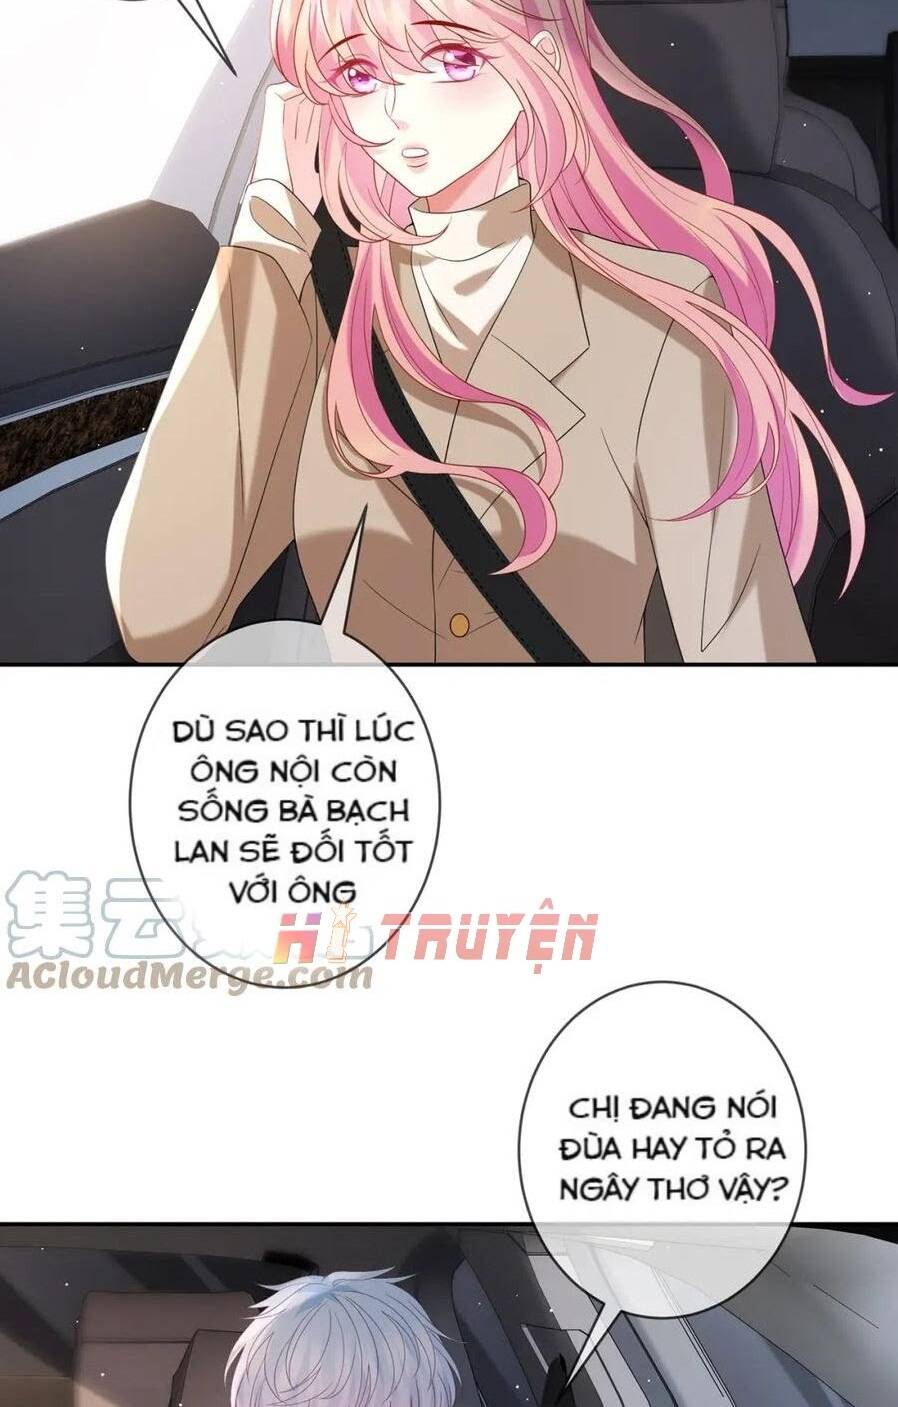 DÙ SAO THÌ LÚC
ÔNG NỘI CÒN
SỐNG BÀ BẠCH
LAN SẼ ĐỐI TỐT
VỚI ÔNG
集云
HITRUYỆN
ACloudMerge.com
CHỊ ĐANG NÓI
ĐÙA HAY TỎ RA
NGÂY THƠ VẬY?